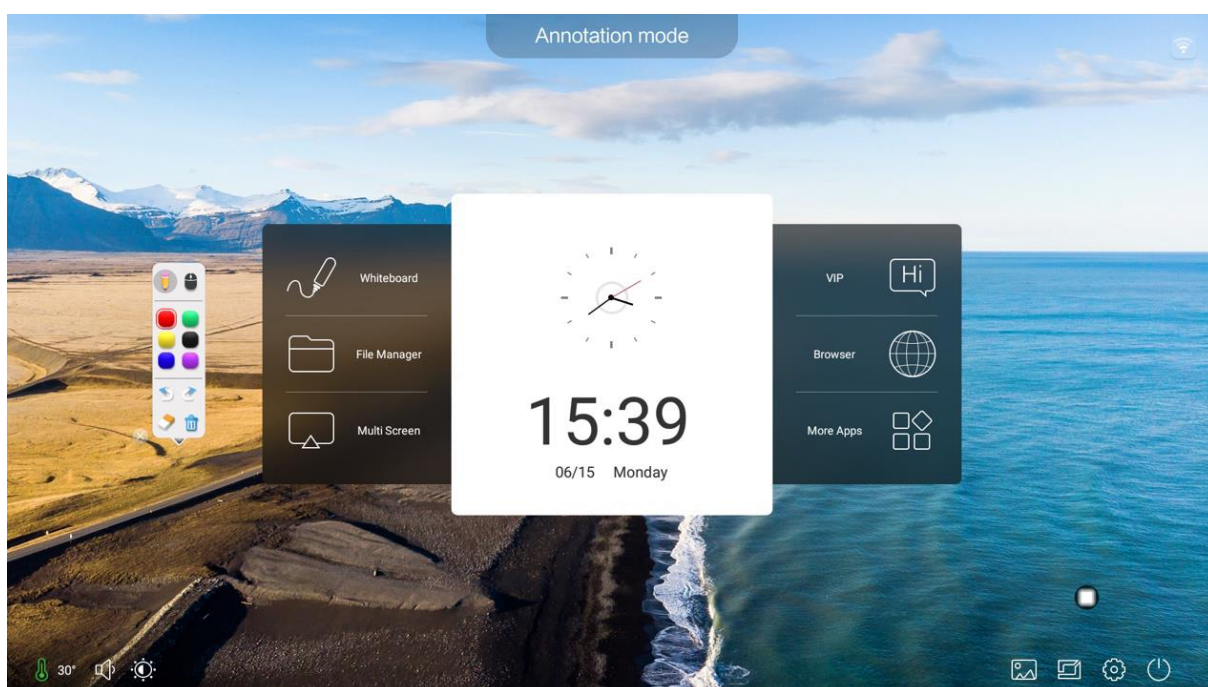 Annotation mode
Whiteboard
File Manager
Multi Screen
15:39
06/15 Monday
VIP
Hi
Browser
More Apps
30°